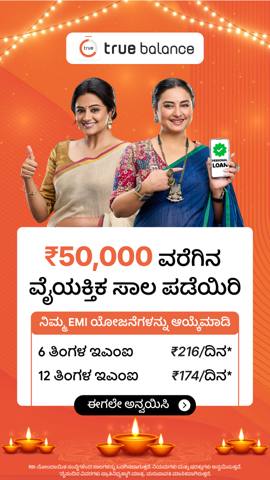 true
true balance
PERSONAL
LOAN
₹50,000 ವರೆಗಿನ
ವೈಯಕ್ತಿಕ ಸಾಲ ಪಡೆಯಿರಿ
ನಿಮ್ಮ EMI ಯೋಜನೆಗಳನ್ನು ಆಯ್ಕೆಮಾಡಿ
6 ತಿಂಗಳ ಇಎಂಐ ₹216/ದಿನ*
12 ತಿಂಗಳ ಇಎಂಐ ₹174/ದಿನ*
ಈಗಲೇ ಅನ್ವಯಿಸಿ